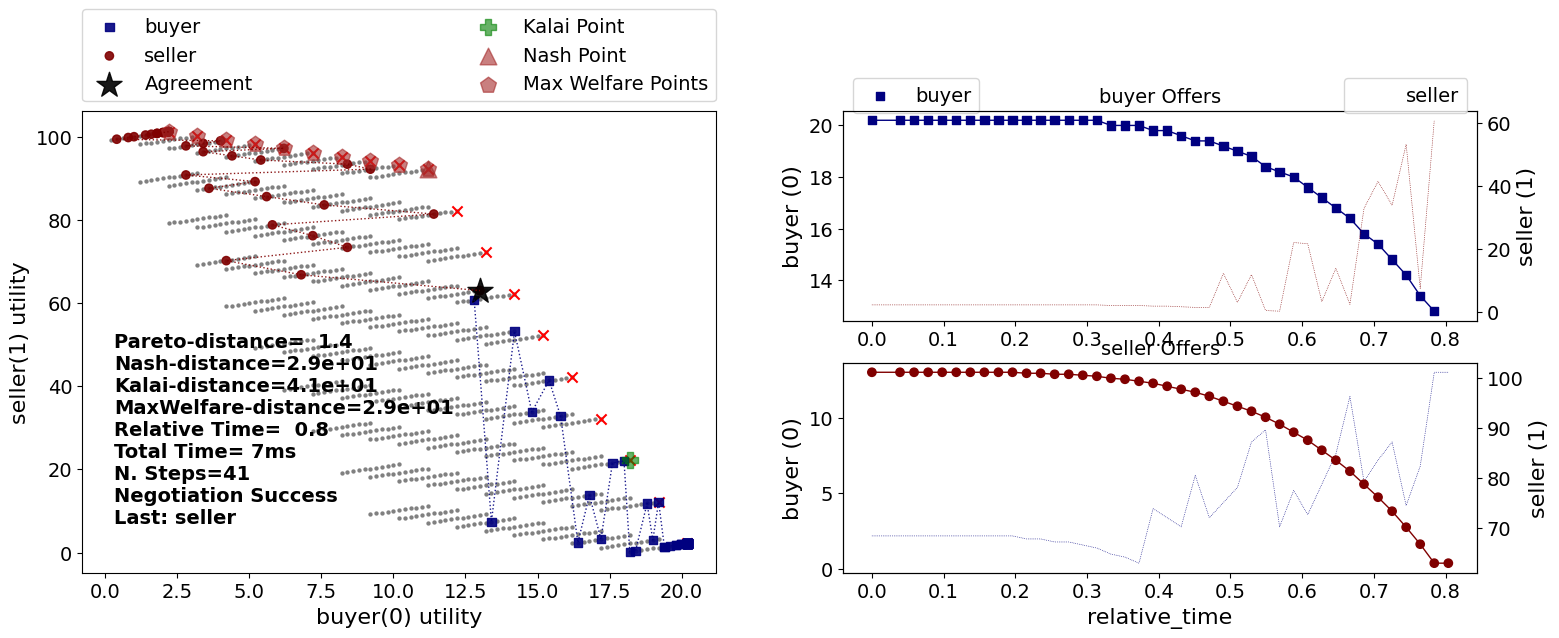 buyer
seller
Agreement
Kalai Point
Nash Point
Max Welfare Points
seller(1) utility
100
80
60
40
20
0
Pareto-distance=  1.4
Nash-distance=2.9e+01
Kalai-distance=4.1e+01
MaxWelfare-distance=2.9e+01
Relative Time=  0.8
Total Time= 7ms
N. Steps=41
Negotiation Success
Last: seller
0.0 2.5 5.0 7.5 10.0 12.5 15.0 17.5 20.0
buyer(0) utility
buyer
buyer Offers
seller
buyer (0)
20
18
16
14
60
40
20
0
seller (1)
0.0 0.1 0.2 0.3 0.4 0.5 0.6 0.7 0.8
seller Offers
buyer (0)
10
5
0
100
90
80
70
seller (1)
0.0 0.1 0.2 0.3 0.4 0.5 0.6 0.7 0.8
relative_time